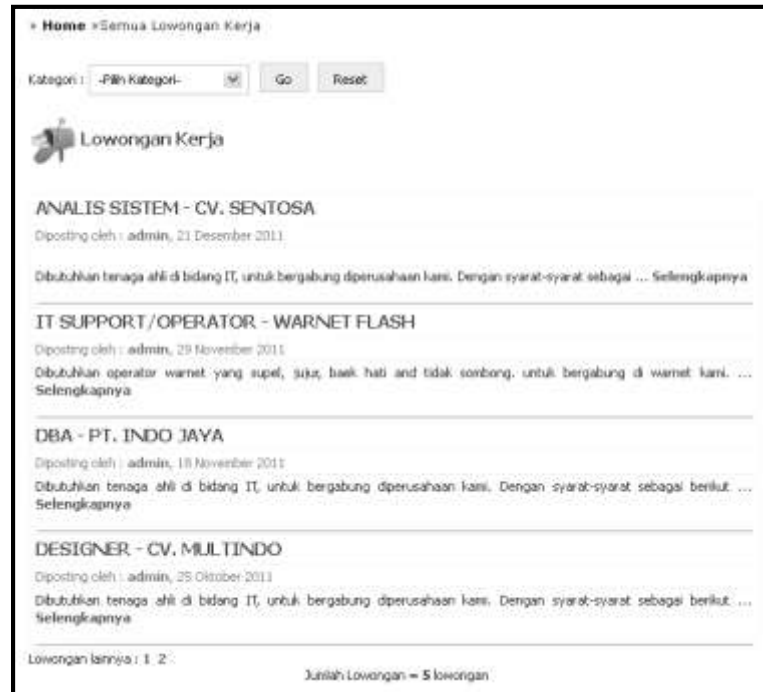 » Home »Semua Lowongan Kerja
Kategori : -Pilih Kategori- Go Reset
Lowongan Kerja
ANALIS SISTEM - CV. SENTOSA
Diposting oleh : admin, 21 Desember 2011
Dibutuhkan tenaga ahli di bidang IT, untuk bergabung diperusahaan kami. Dengan syarat-syarat sebagai ... Selengkapnya
IT SUPPORT/OPERATOR - WARNET FLASH
Diposting oleh : admin, 29 November 2011
Dibutuhkan operator warnet yang supel, jujur, baek hati and tidak sombong. untuk bergabung di warnet kami. ...
Selengkapnya
DBA - PT. INDO JAYA
Diposting oleh : admin, 18 November 2011
Dibutuhkan tenaga ahli di bidang IT, untuk bergabung diperusahaan kami. Dengan syarat-syarat sebagai berikut ...
Selengkapnya
DESIGNER - CV. MULTINDO
Diposting oleh : admin, 25 Oktober 2011
Dibutuhkan tenaga ahli di bidang IT, untuk bergabung diperusahaan kami. Dengan syarat-syarat sebagai berikut ...
Selengkapnya
Lowongan lainnya : 1 2
Jumlah Lowongan = 5 lowongan